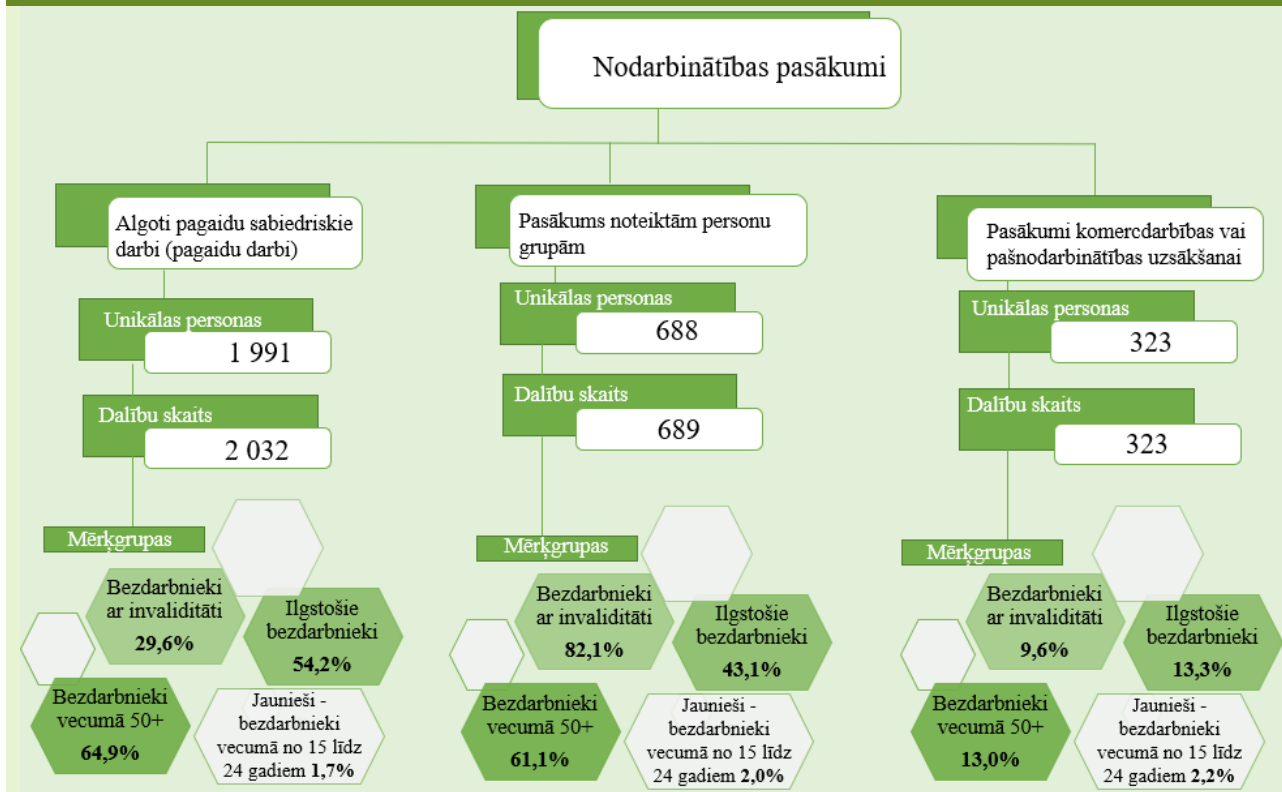 Nodarbinātības pasākumi
Algoti pagaidu sabiedriskie
darbi (pagaidu darbi)
Unikālas personas
1 991
Dalību skaits
2 032
Mērķgrupas
Bezdarbnieki
ar invaliditāti
29,6%
Ilgstošie
bezdarbnieki
54,2%
Bezdarbnieki
vecumā 50+
64,9%
Jaunieši -
bezdarbnieki
vecumā no 15 līdz
24 gadiem 1,7%
Pasākums noteiktām personu
grupām
Unikālas personas
688
Dalību skaits
689
Mērķgrupas
Bezdarbnieki
ar invaliditāti
82,1%
Ilgstošie
bezdarbnieki
43,1%
Bezdarbnieki
vecumā 50+
61,1%
Jaunieši -
bezdarbnieki
vecumā no 15 līdz
24 gadiem 2,0%
Pasākumi komercdarbības vai
pašnodarbinātības uzsākšanai
Unikālas personas
323
Dalību skaits
323
Mērķgrupas
Bezdarbnieki
ar invaliditāti
9,6%
Ilgstošie
bezdarbnieki
13,3%
Bezdarbnieki
vecumā 50+
13,0%
Jaunieši -
bezdarbnieki
vecumā no 15 līdz
24 gadiem 2,2%